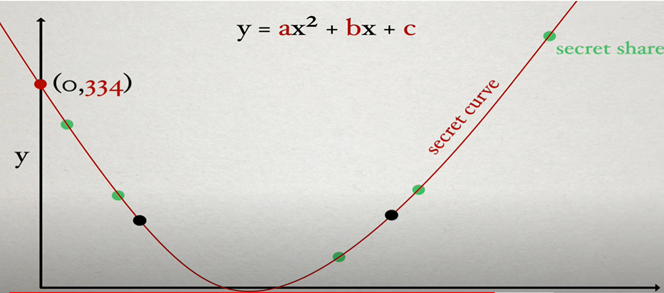 y = ax² + bx + c
secret share
(0,334)
secret curve
y